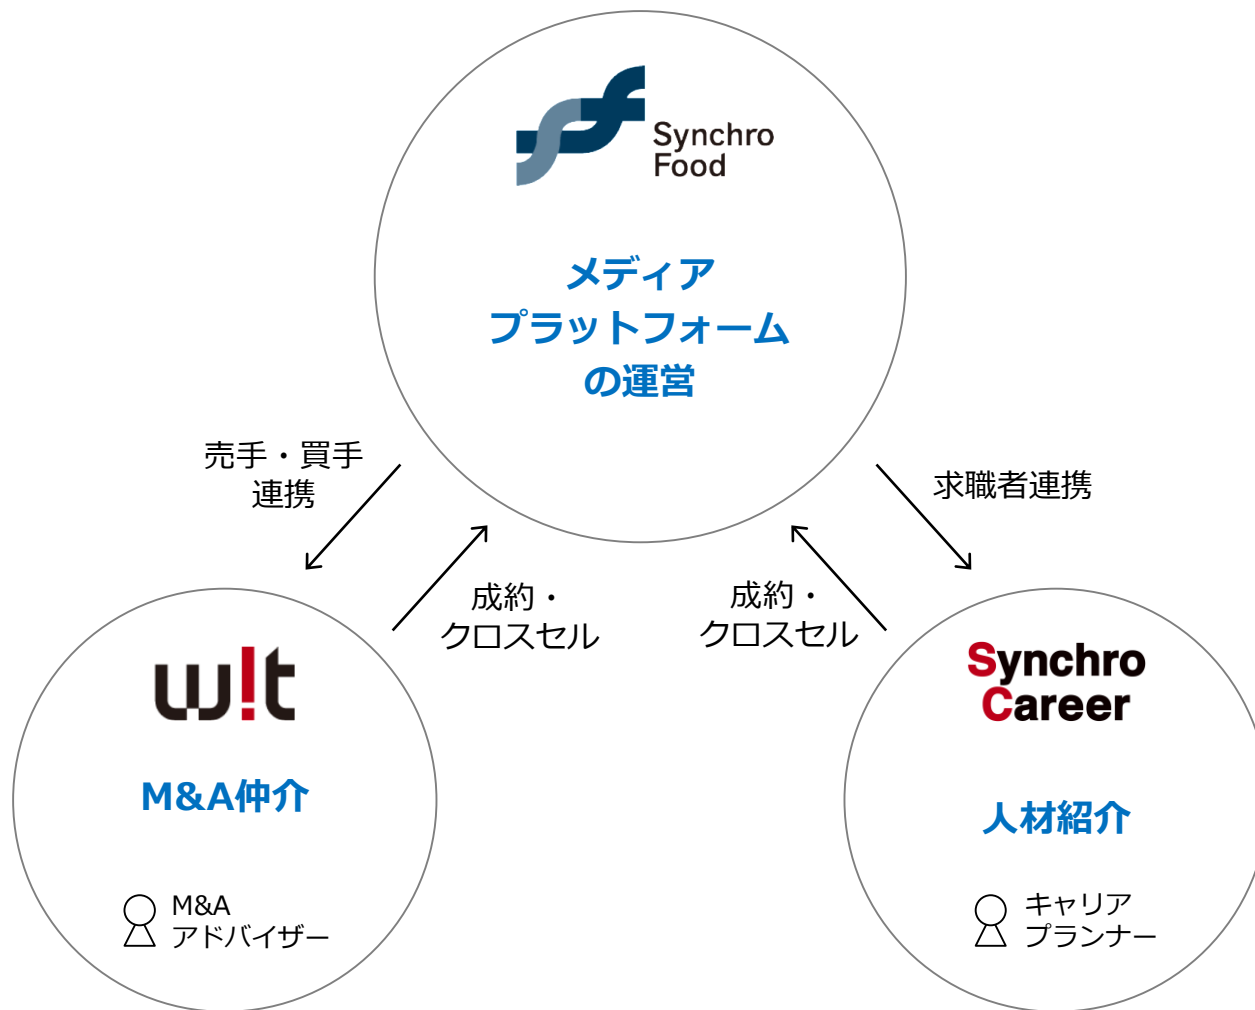 Synchro
Food
メディア
プラットフォーム
の運営
売手・買手
連携
求職者連携
成約・
クロスセル
成約・
クロスセル
w!t
M&A仲介
M&A
アドバイザー
Synchro
Career
人材紹介
キャリア
プランナー